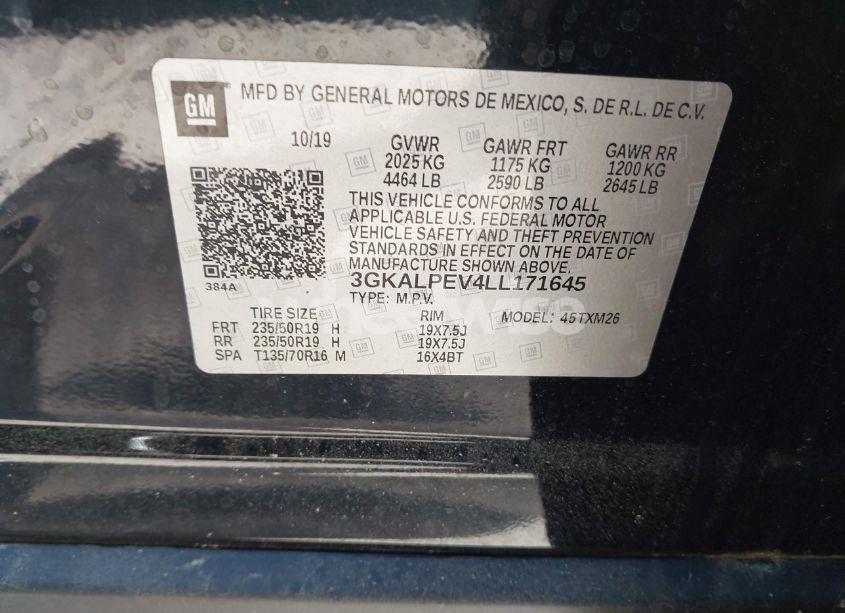 GM
MFD BY GENERAL MOTORS DE MEXICO, S. DE R.L. DE C.V.
10/19 GVWR GAWR FRT GAWR RR
2025 KG 1175 KG 1200 KG
4464 LB 2590 LB 2645 LB
THIS VEHICLE CONFORMS TO ALL
APPLICABLE U.S. FEDERAL MOTOR
VEHICLE SAFETY AND THEFT PREVENTION
STANDARDS IN EFFECT ON THE DATE OF
MANUFACTURE SHOWN ABOVE.
384A
3GKALPEV4LL171645
TYPE: M.P.V.
TIRE SIZE RIM MODEL: 45TXM26
FRT 235/50R19 H 19X7.5J
RR 235/50R19 H 19X7.5J
SPA T135/70R16 M 16X4BT